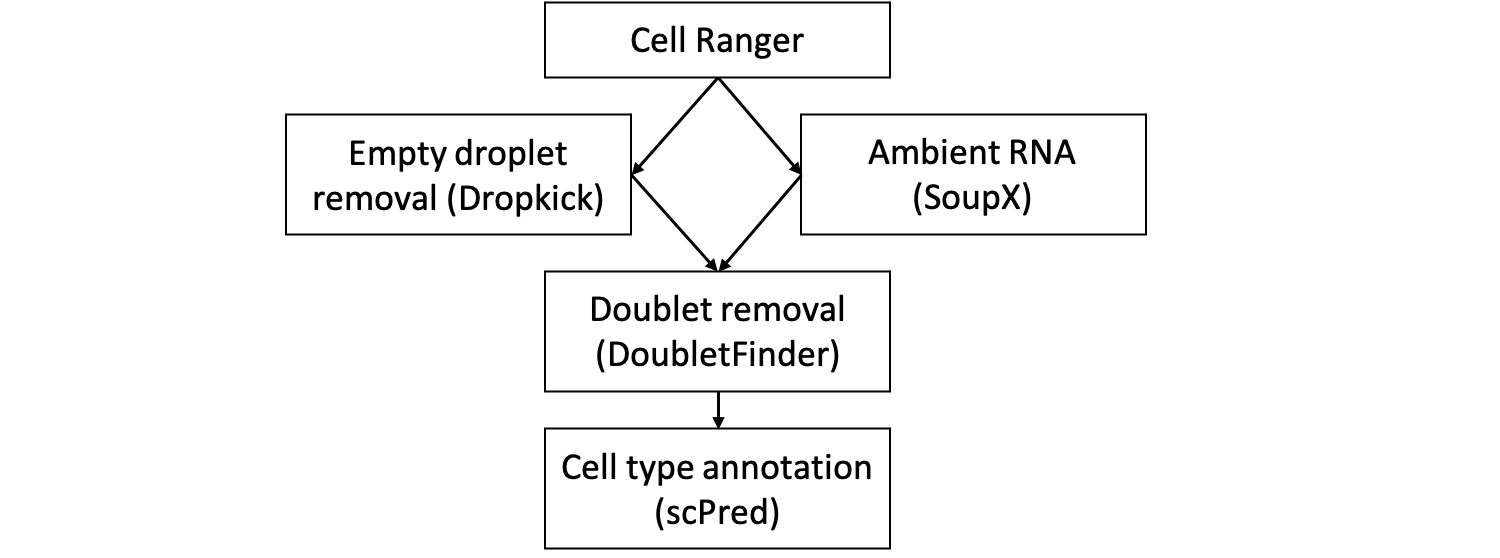 Cell Ranger
Empty droplet
removal (Dropkick)
Ambient RNA
(SoupX)
Doublet removal
(DoubletFinder)
Cell type annotation
(scPred)